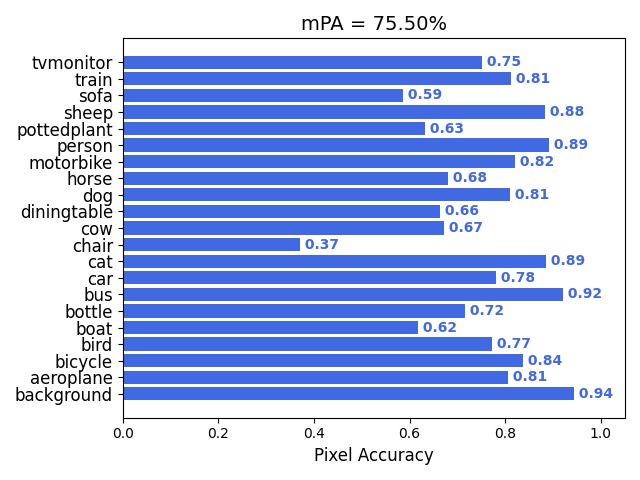 mPA = 75.50%
tvmonitor 0.75
train 0.81
sofa 0.59
sheep 0.88
pottedplant 0.63
person 0.89
motorbike 0.82
horse 0.68
dog 0.81
diningtable 0.66
cow 0.67
chair 0.37
cat 0.89
car 0.78
bus 0.92
bottle 0.72
boat 0.62
bird 0.77
bicycle 0.84
aeroplane 0.81
background 0.94
0.0 0.2 0.4 0.6 0.8 1.0
Pixel Accuracy